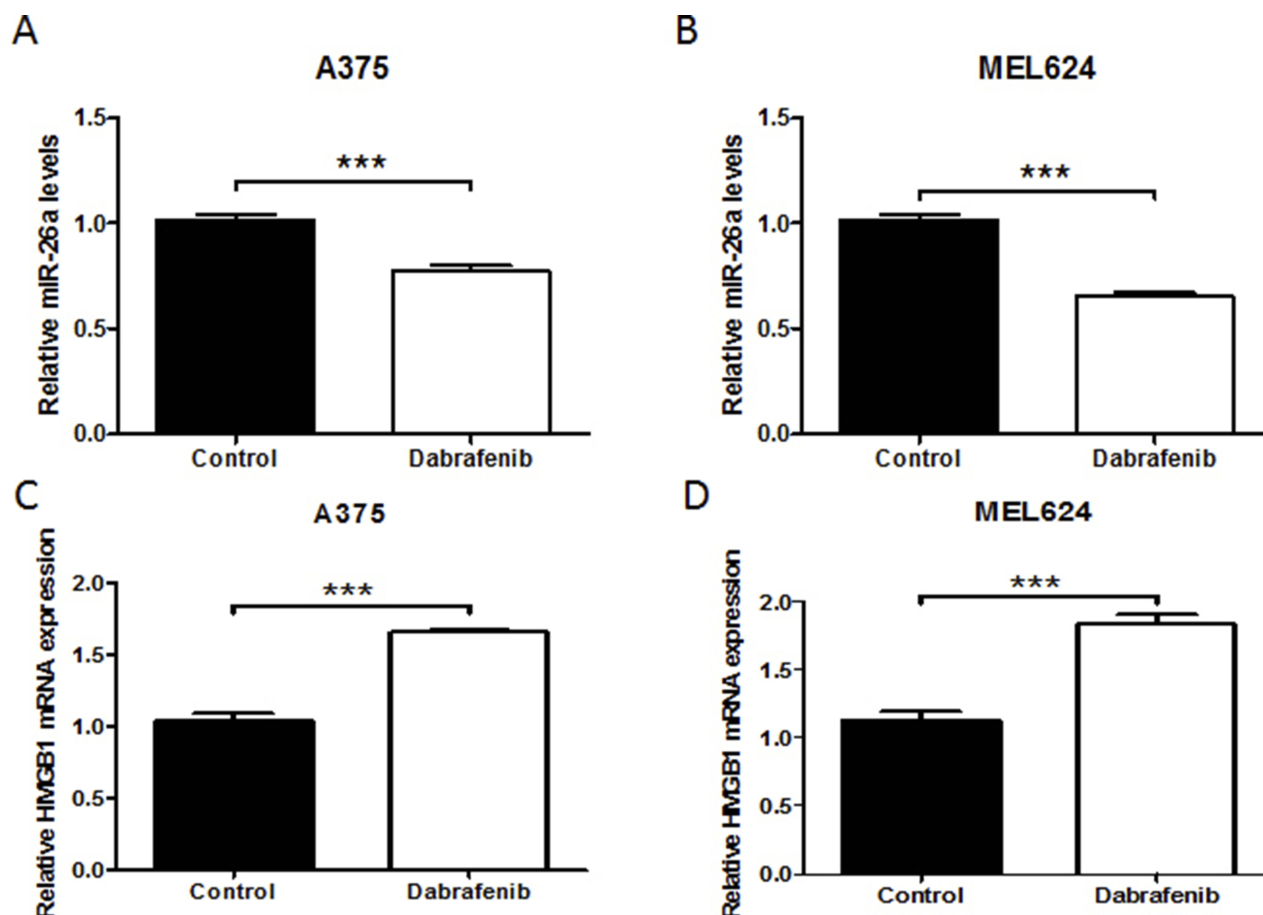 A
A375
Relative mIR-26a levels
1.5
1.0
0.5
0.0
***
Control
Dabrafenib
B
MEL624
Relative mIR-26a levels
1.5
1.0
0.5
0.0
***
Control
Dabrafenib
C
A375
Relative HMGB1 mRNA expression
2.0
1.5
1.0
0.5
0.0
***
Control
Dabrafenib
D
MEL624
Relative HMGB1 mRNA expression
2.0
1.5
1.0
0.5
0.0
***
Control
Dabrafenib